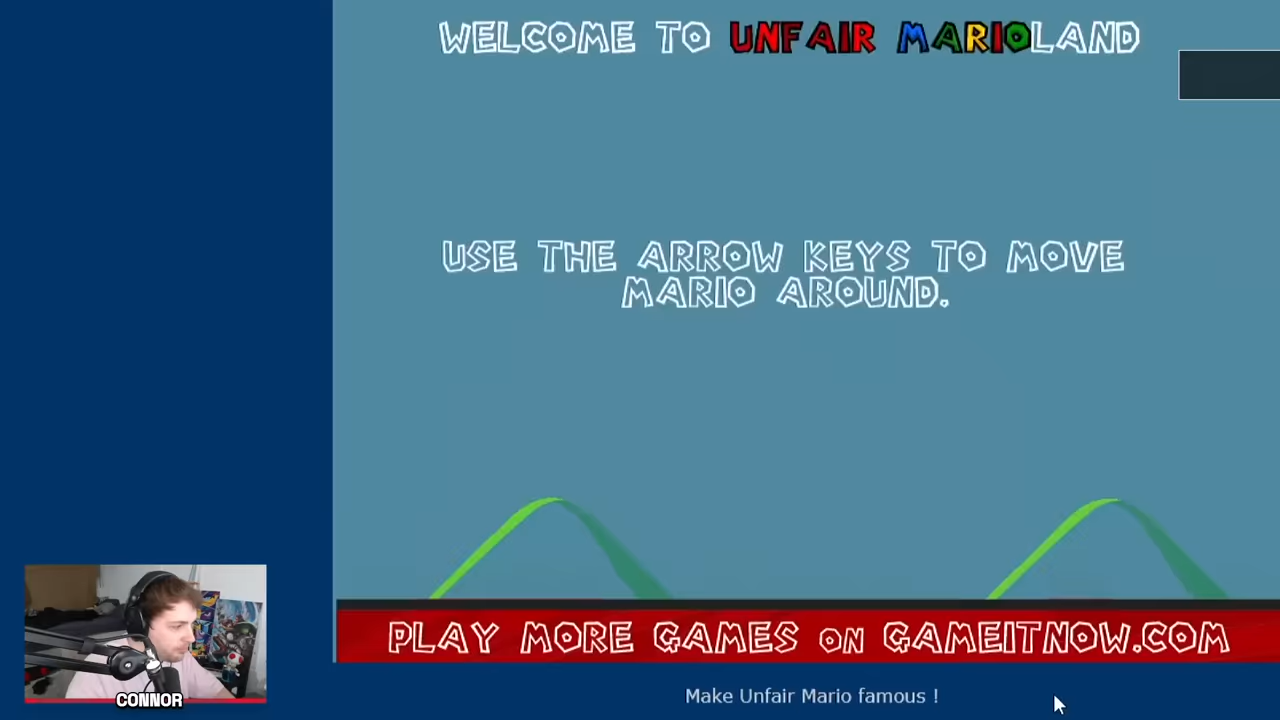 WELCOME TO UNFAIR MARIOLAND
USE THE ARROW KEYS TO MOVE
MARIO AROUND.
PLAY MORE GAMES ON GAMEITNOW.COM
CONNOR
Make Unfair Mario famous !